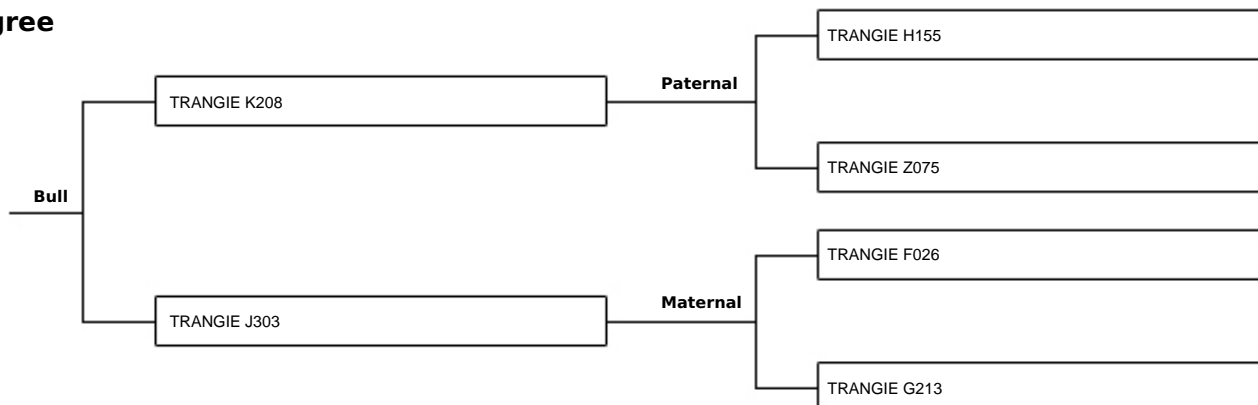 gree
TRANGIE H155
Paternal
TRANGIE K208
TRANGIE Z075
Bull
TRANGIE F026
Maternal
TRANGIE J303
TRANGIE G213